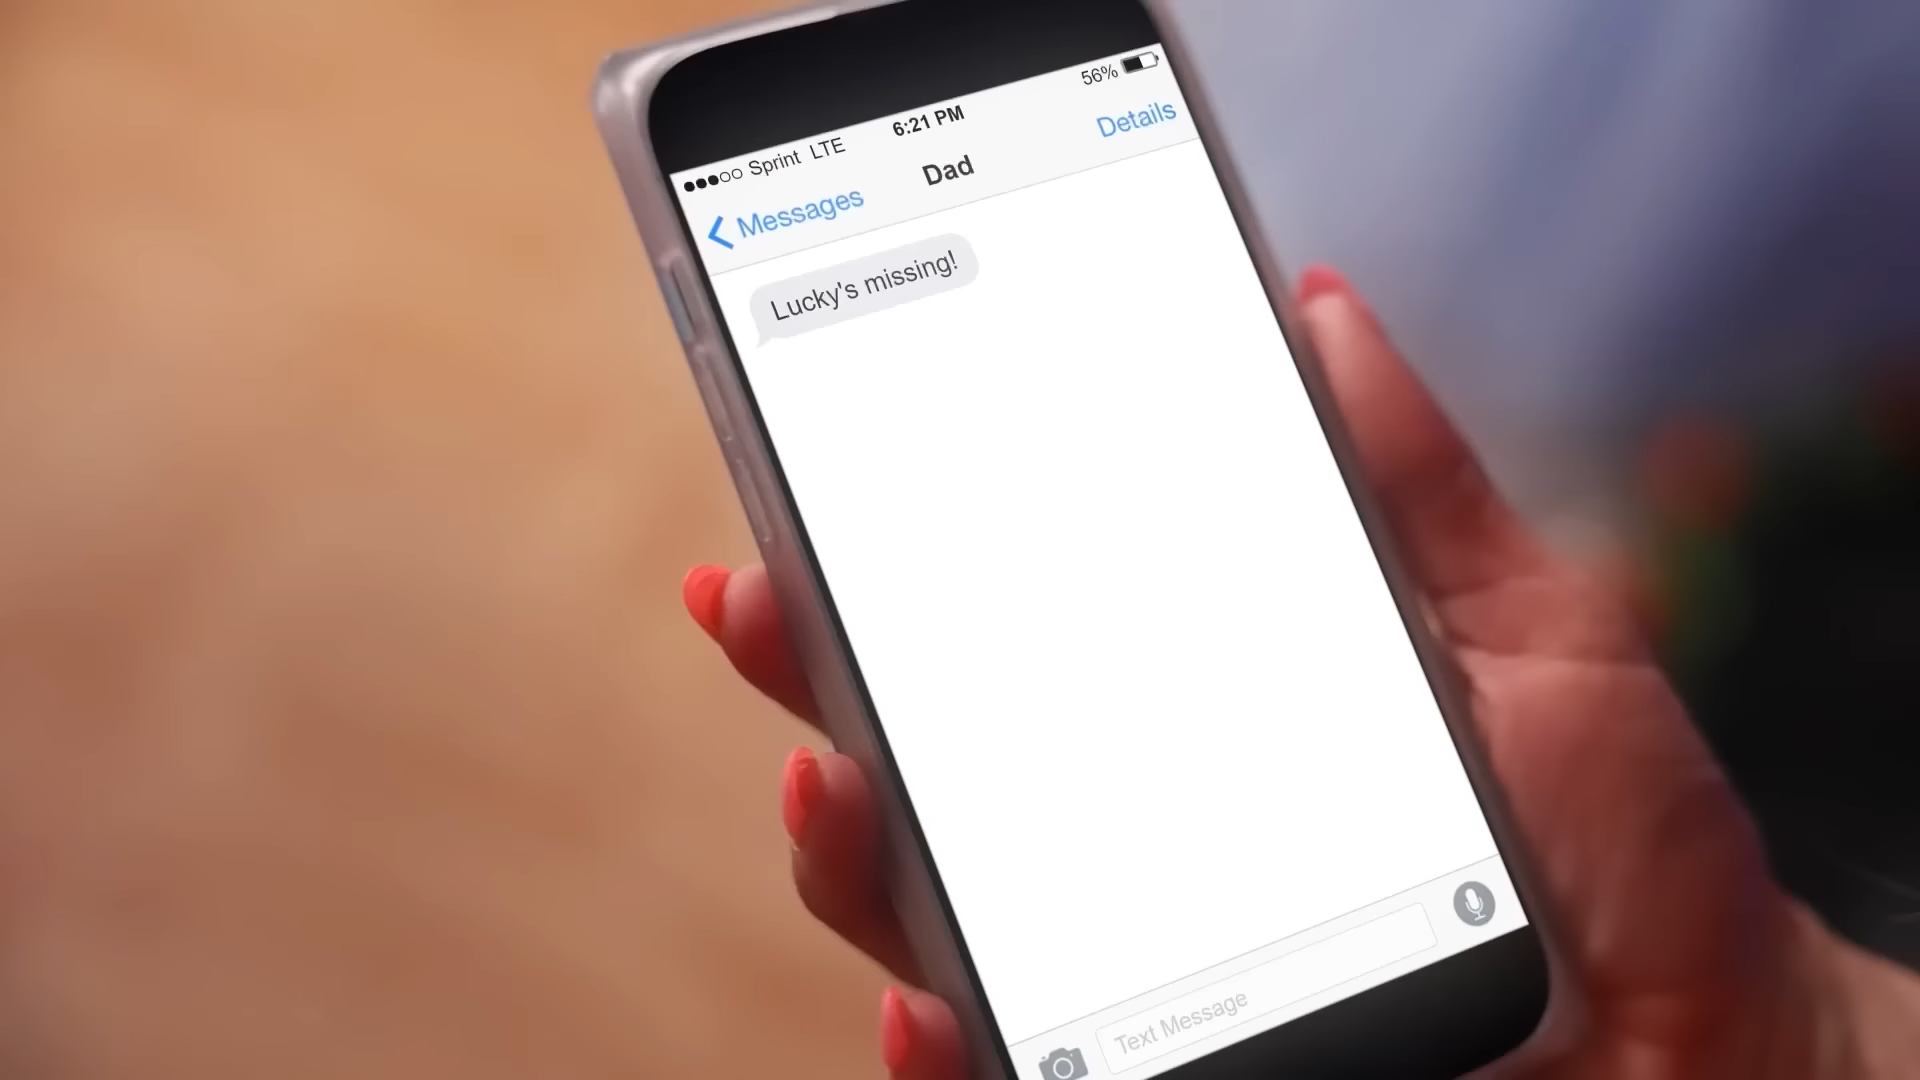 Sprint LTE 6:21 PM 56%
Messages Dad Details
Lucky's missing!
Text Message